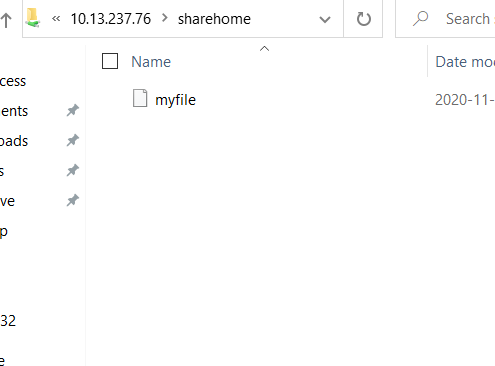 « 10.13.237.76 > sharehome
Search s
Name
Date mod
cess
ents
oads
s
ve
p
32
e
myfile
2020-11-